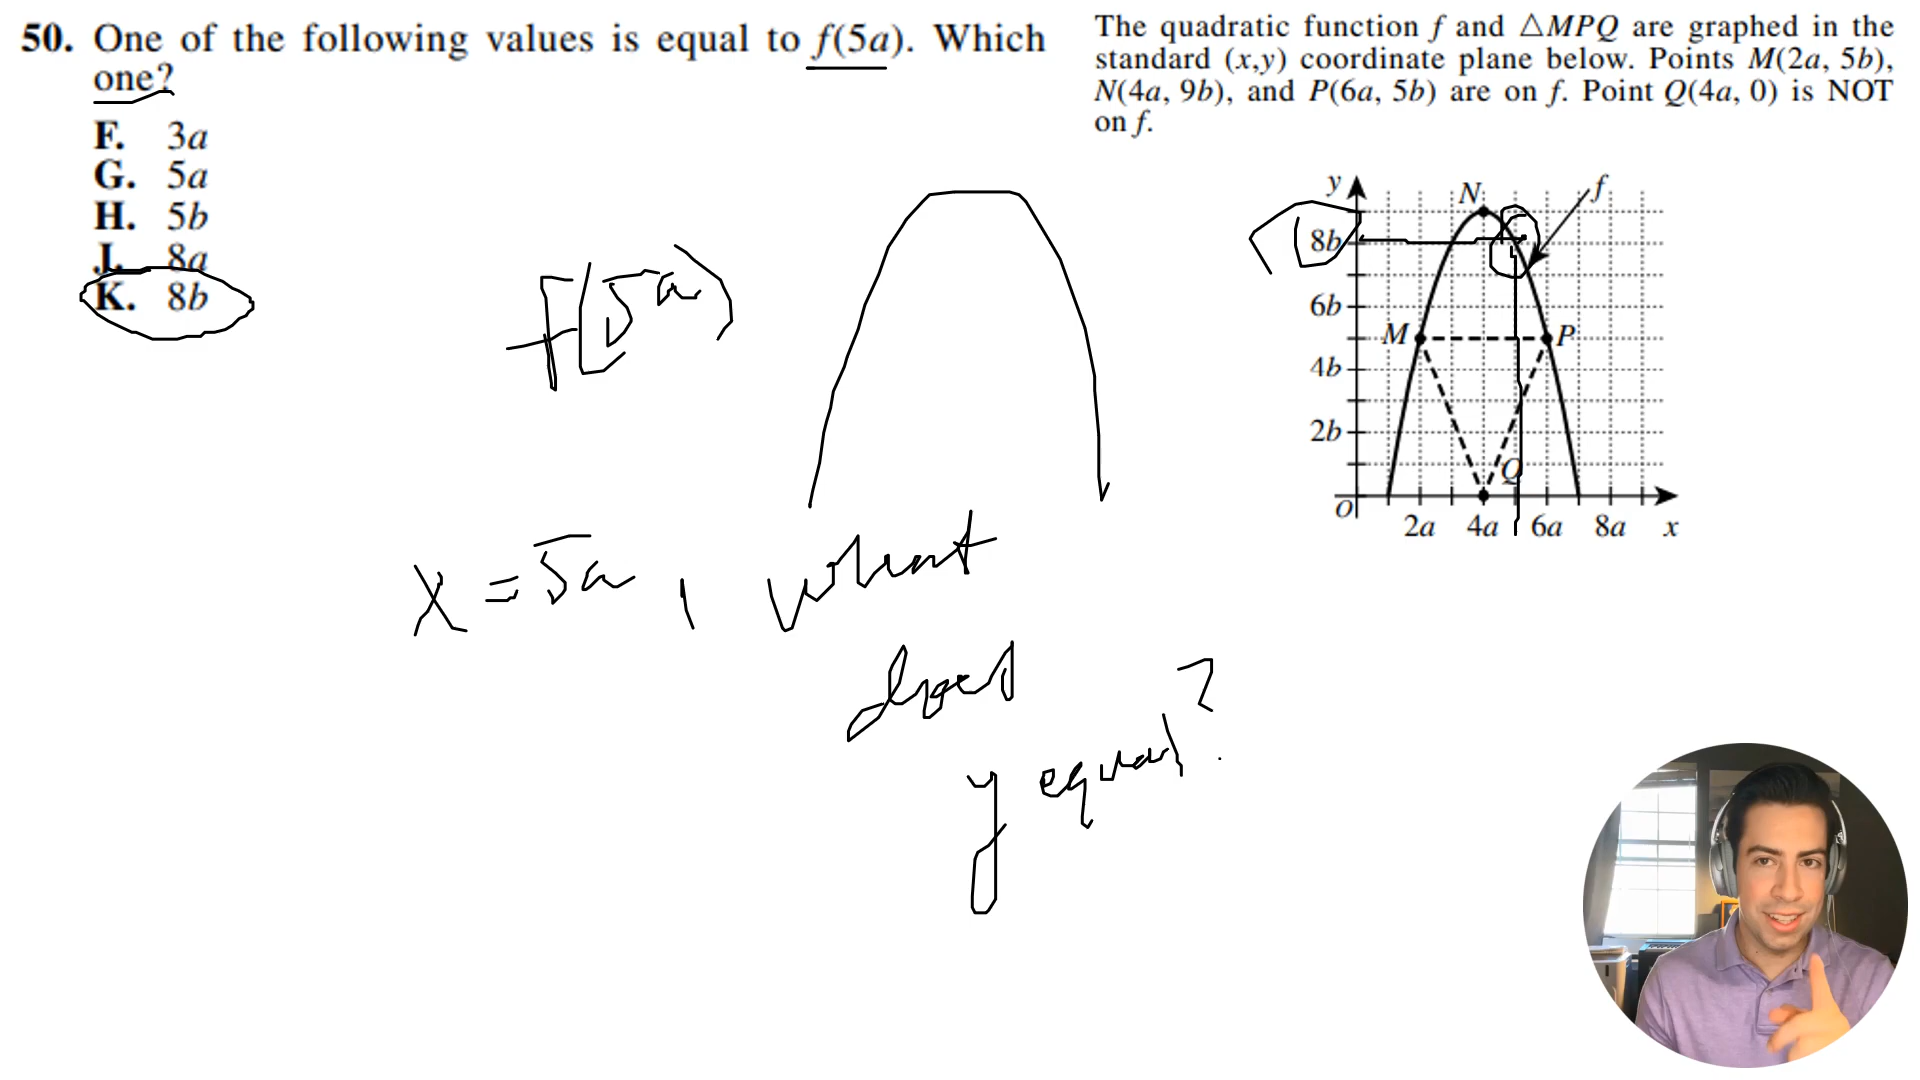 50. One of the following values is equal to f(5a). Which
one?
F. 3a
G. 5a
H. 5b
J. 8a
K. 8b
The quadratic function f and △MPQ are graphed in the
standard (x,y) coordinate plane below. Points M(2a, 5b),
N(4a, 9b), and P(6a, 5b) are on f. Point Q(4a, 0) is NOT
on f.
y
N
f
8b
6b
M
P
4b
2b
Q
O
2a 4a 6a 8a x
f(5a)
x = 5a, what
does
y equal?